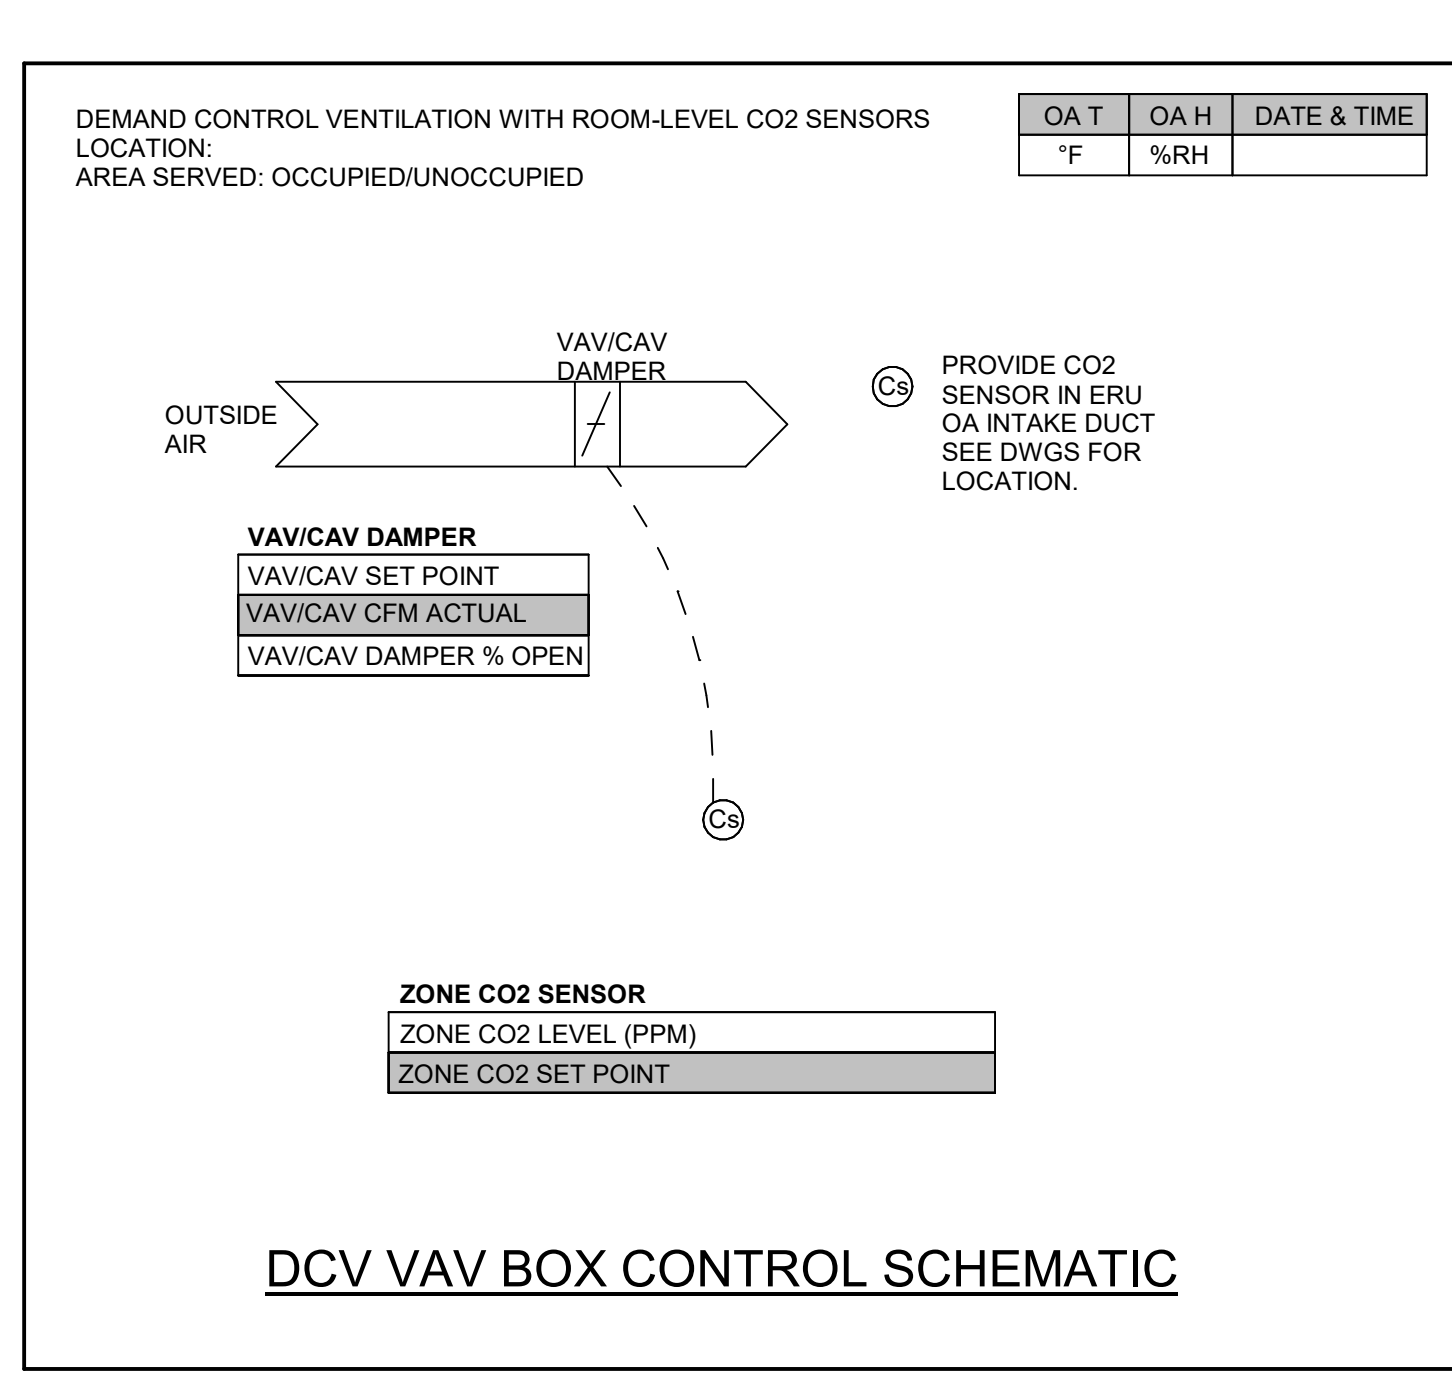 DEMAND CONTROL VENTILATION WITH ROOM-LEVEL CO2 SENSORS
LOCATION:
AREA SERVED: OCCUPIED/UNOCCUPIED
OA T OA H DATE & TIME
°F %RH
VAV/CAV
DAMPER
OUTSIDE
AIR
Cs
PROVIDE CO2
SENSOR IN ERU
OA INTAKE DUCT
SEE DWGS FOR
LOCATION.
VAV/CAV DAMPER
VAV/CAV SET POINT
VAV/CAV CFM ACTUAL
VAV/CAV DAMPER % OPEN
Cs
ZONE CO2 SENSOR
ZONE CO2 LEVEL (PPM)
ZONE CO2 SET POINT
DCV VAV BOX CONTROL SCHEMATIC